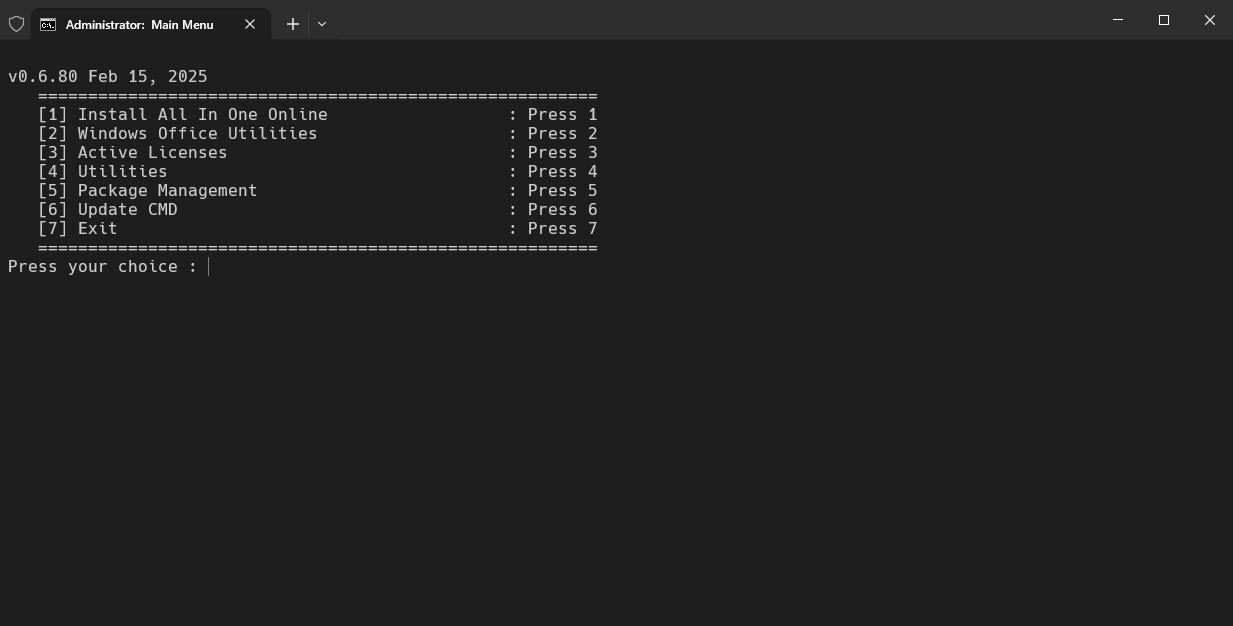 Administrator: Main Menu
v0.6.80 Feb 15, 2025
========================================================
[1] Install All In One Online : Press 1
[2] Windows Office Utilities : Press 2
[3] Active Licenses : Press 3
[4] Utilities : Press 4
[5] Package Management : Press 5
[6] Update CMD : Press 6
[7] Exit : Press 7
========================================================
Press your choice :